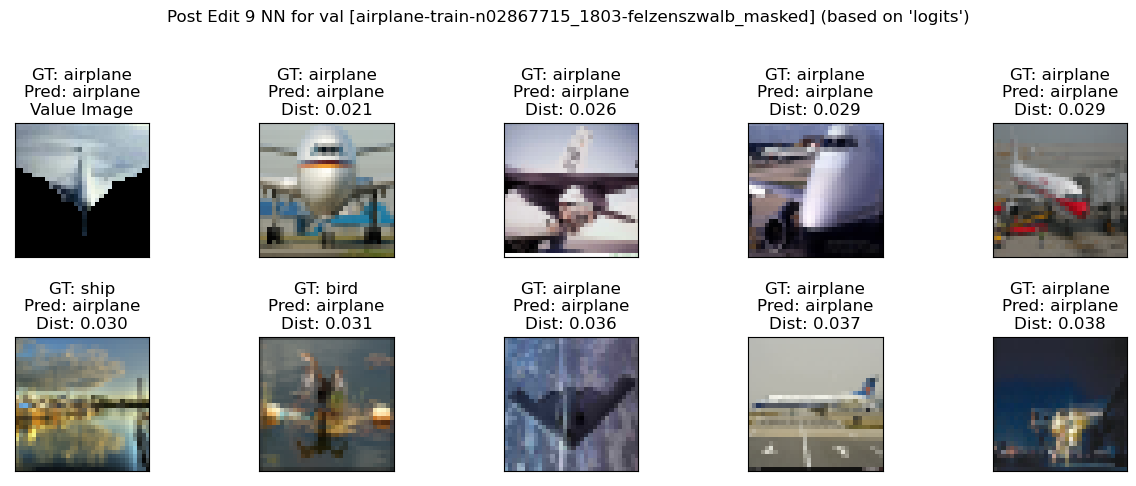 Post Edit 9 NN for val [airplane-train-n02867715_1803-felzenszwalb_masked] (based on 'logits')
GT: airplane
Pred: airplane
Value Image
GT: airplane
Pred: airplane
Dist: 0.021
GT: airplane
Pred: airplane
Dist: 0.026
GT: airplane
Pred: airplane
Dist: 0.029
GT: airplane
Pred: airplane
Dist: 0.029
GT: ship
Pred: airplane
Dist: 0.030
GT: bird
Pred: airplane
Dist: 0.031
GT: airplane
Pred: airplane
Dist: 0.036
GT: airplane
Pred: airplane
Dist: 0.037
GT: airplane
Pred: airplane
Dist: 0.038